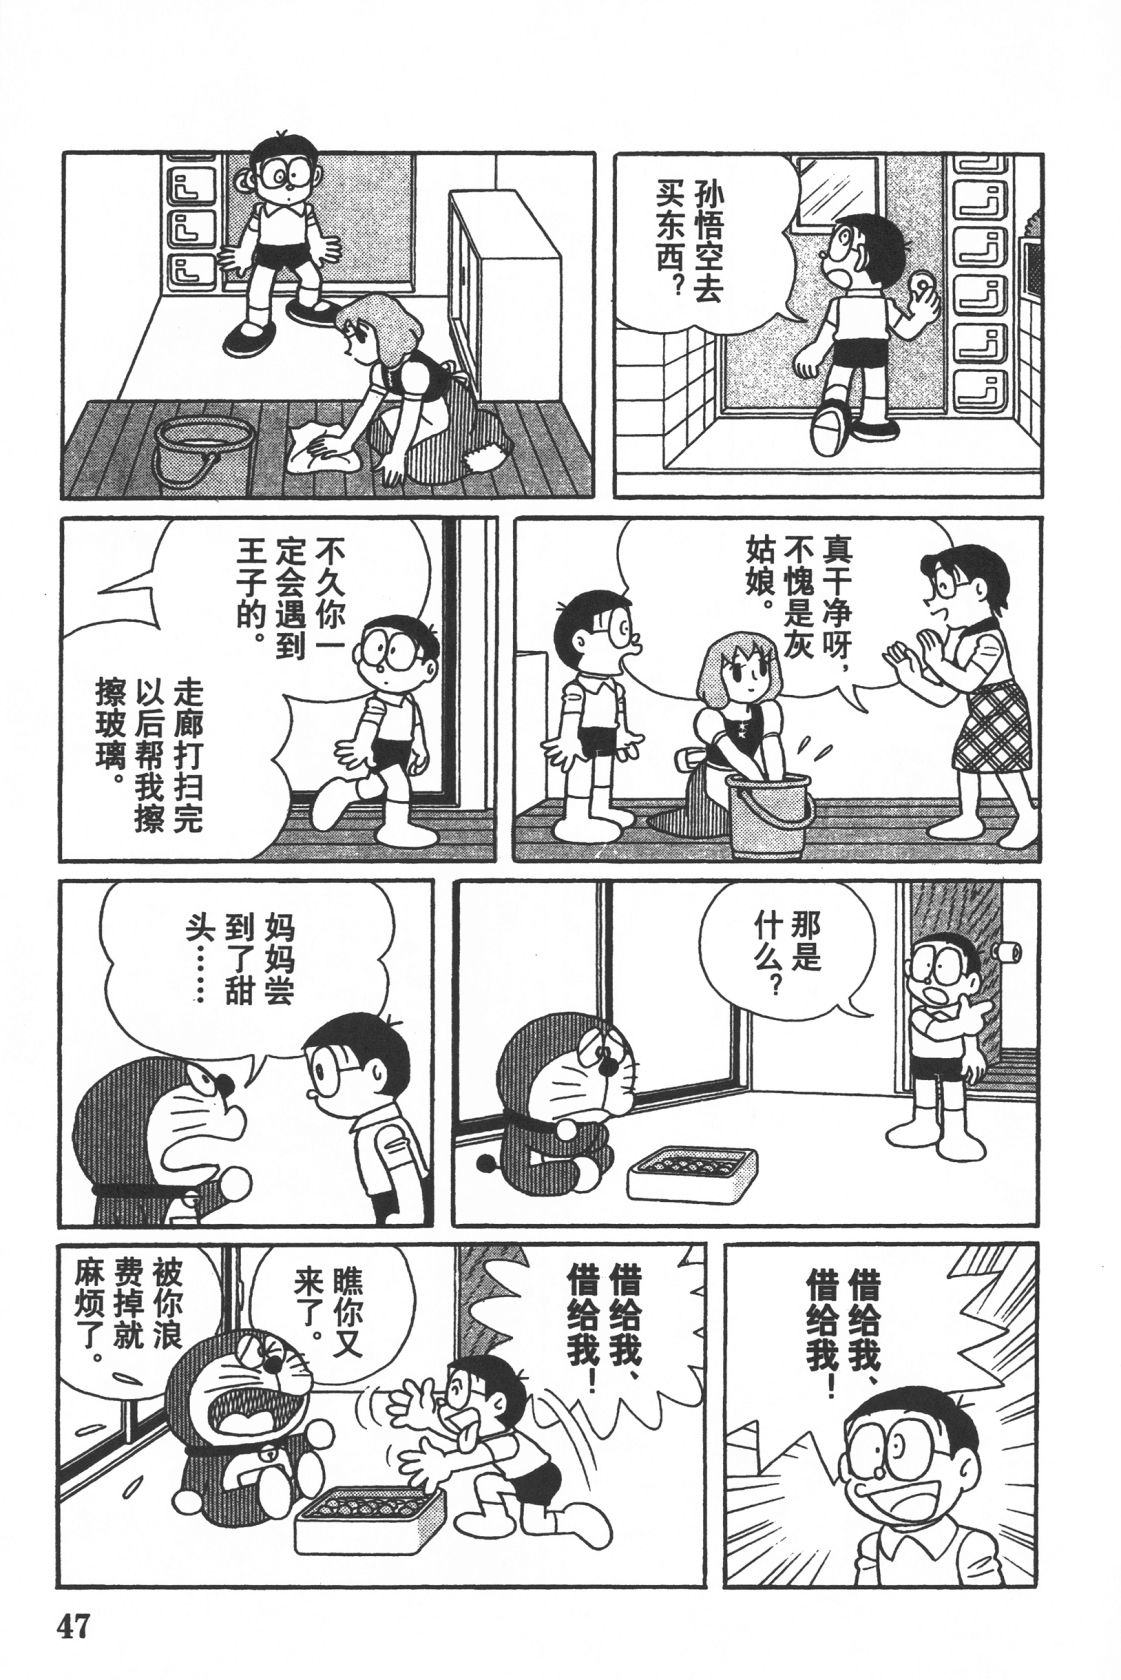 孙悟空去
买东西？
真干净呀，
不愧是灰
姑娘。
不久你一
定会遇到
王子的。
走廊打扫完
以后帮我擦
擦玻璃。
那是
什么？
妈妈尝
到了甜
头……
借给我、
借给我！
借给我、
借给我！
瞧你又
来了。
被你浪
费掉就
麻烦了。
47